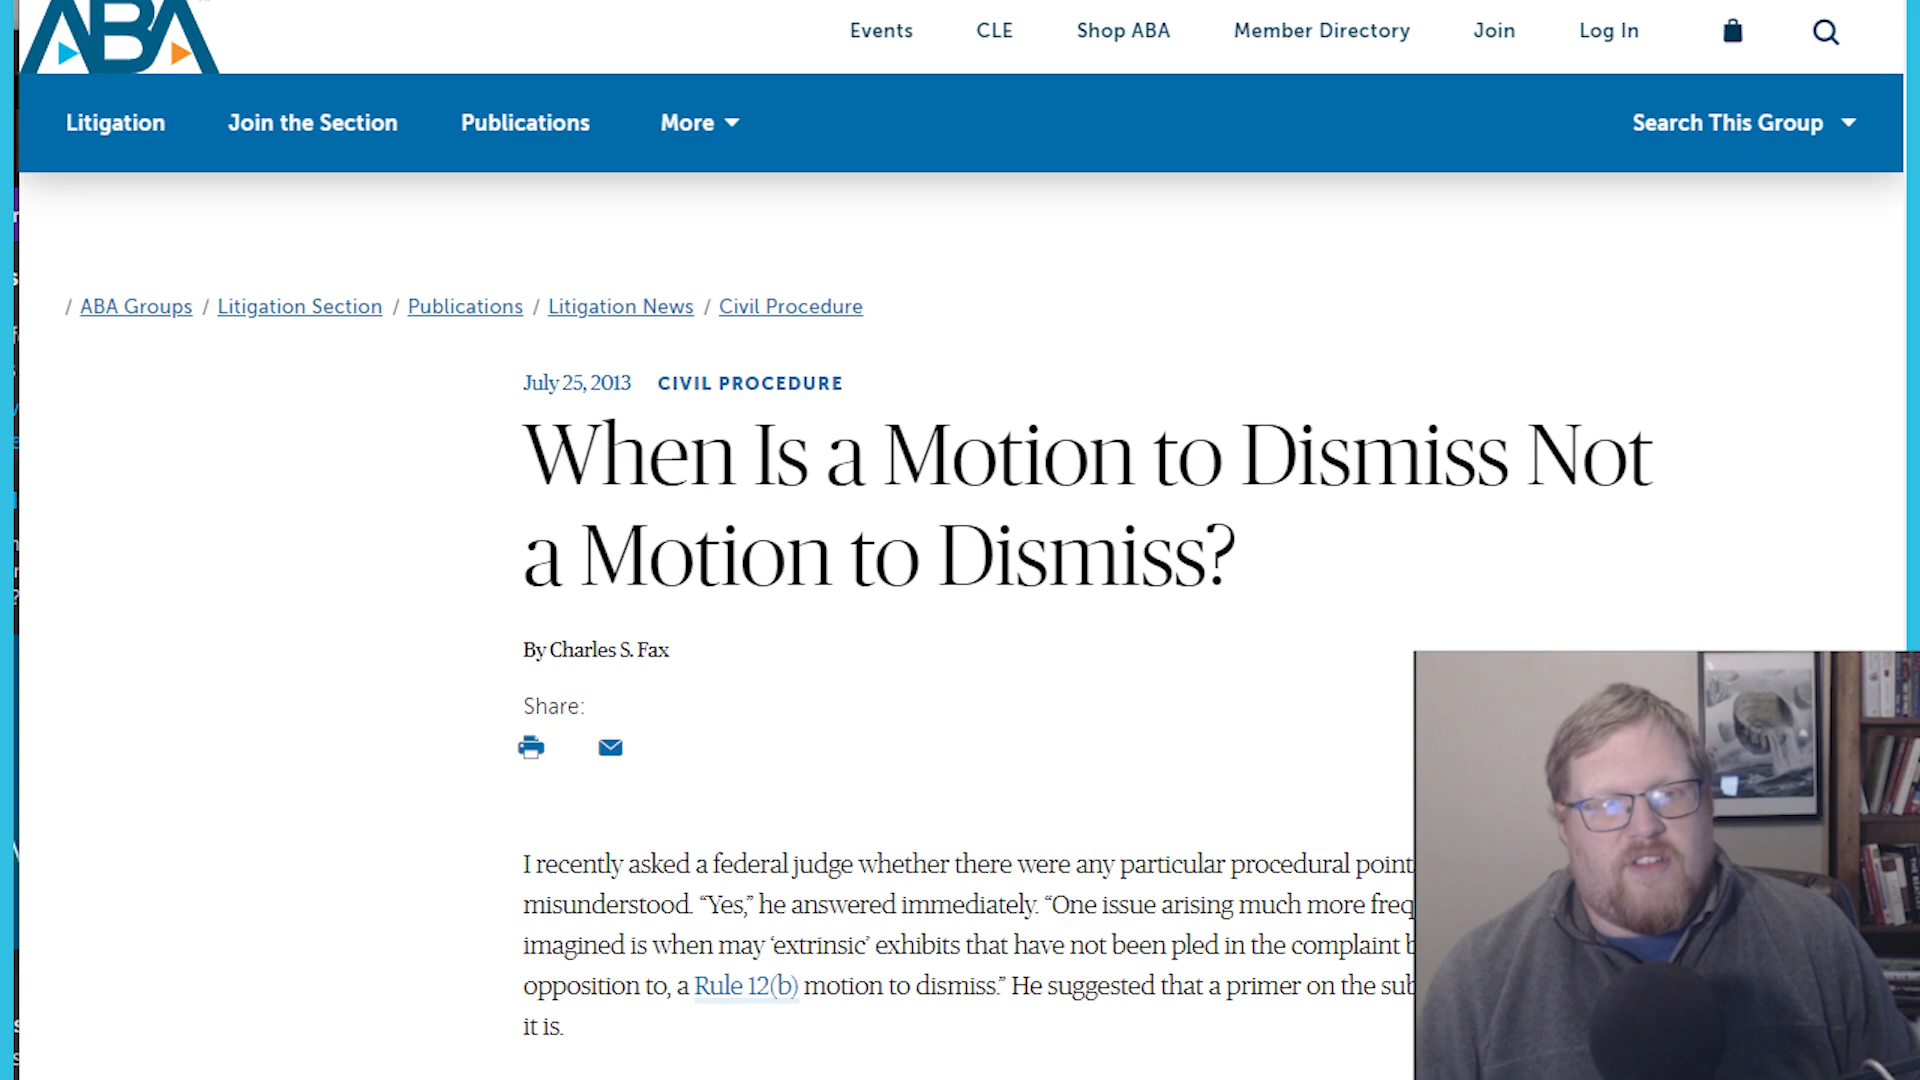 ABA
Events CLE Shop ABA Member Directory Join Log In
Litigation Join the Section Publications More Search This Group
/ ABA Groups / Litigation Section / Publications / Litigation News / Civil Procedure
July 25, 2013 CIVIL PROCEDURE
When Is a Motion to Dismiss Not
a Motion to Dismiss?
By Charles S. Fax
Share:
I recently asked a federal judge whether there were any particular procedural point
misunderstood. “Yes,” he answered immediately. “One issue arising much more freq
imagined is when may ‘extrinsic’ exhibits that have not been pled in the complaint b
opposition to, a Rule 12(b) motion to dismiss.” He suggested that a primer on the sub
it is.